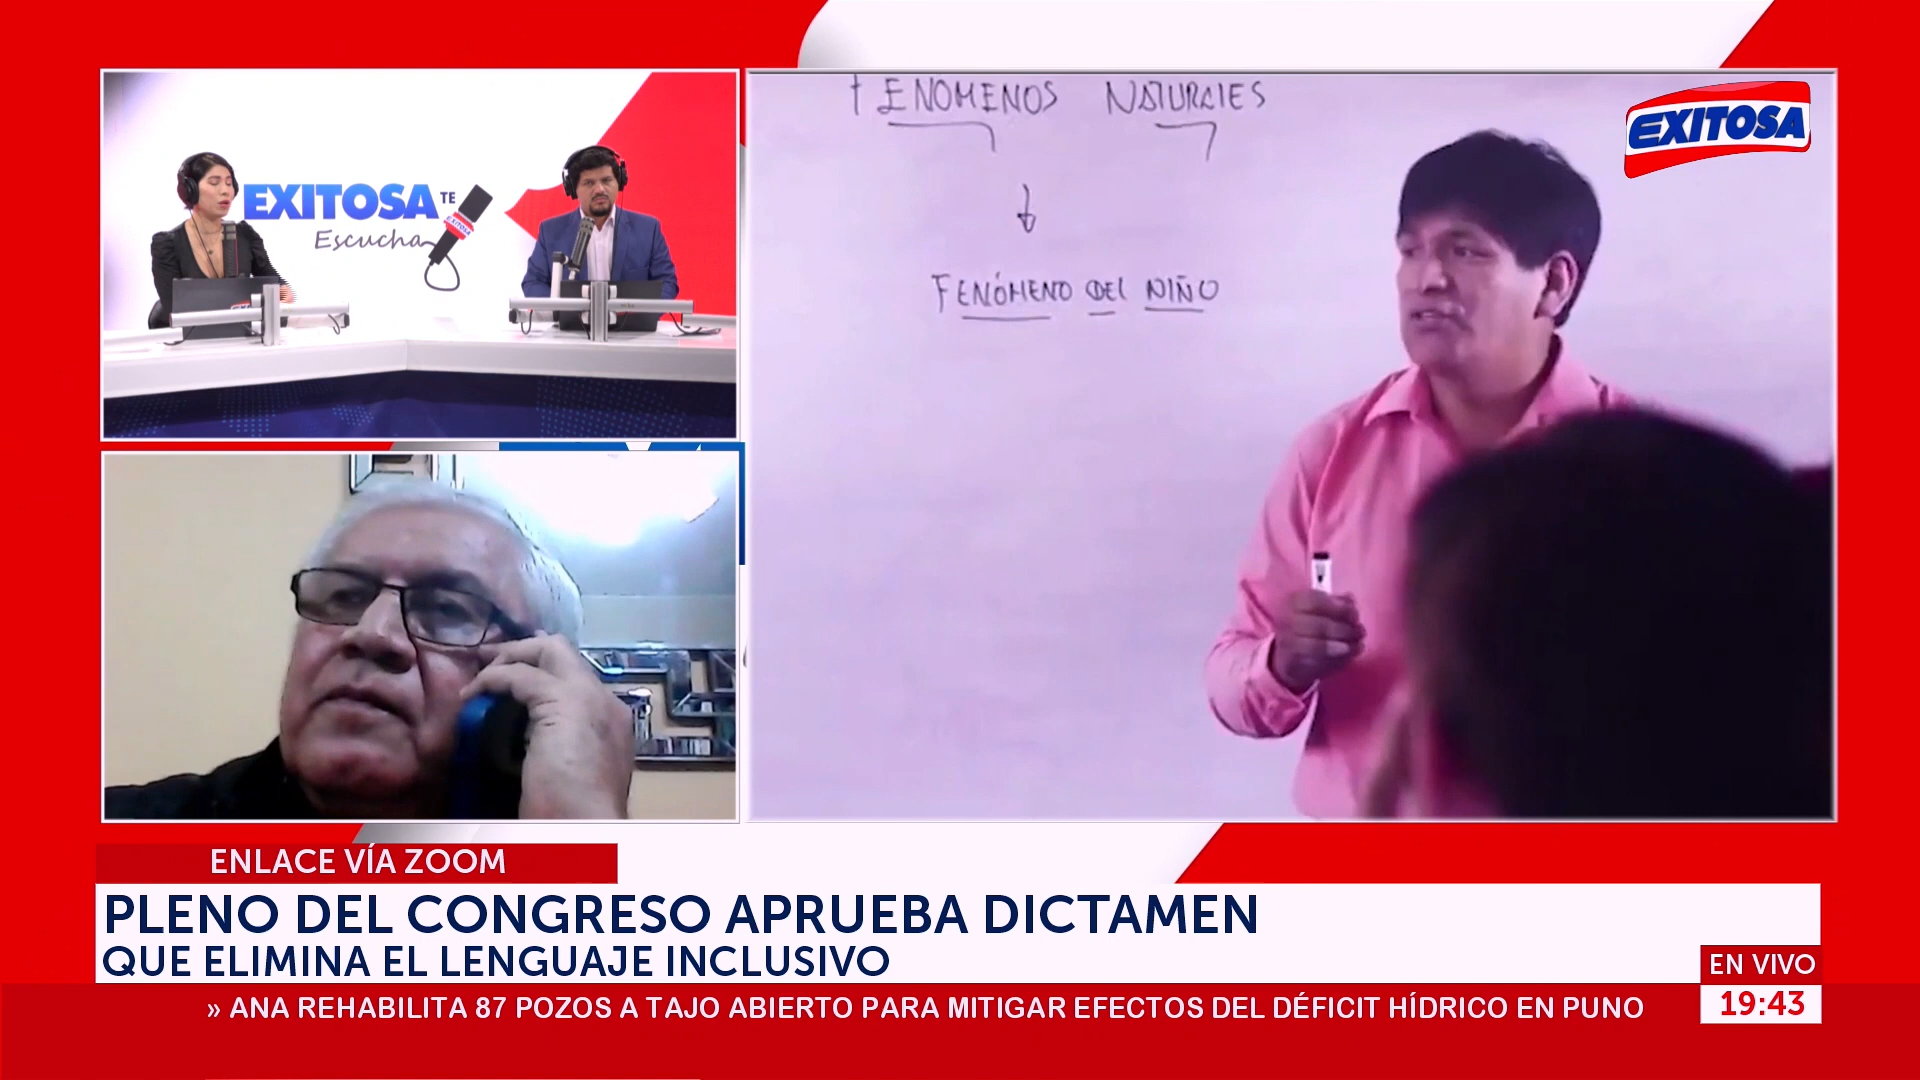 EXITOSA TE
Escucha
EXITOSA
FENOMENOS NATURALES
FENÓMENO DEL NIÑO
EXITOSA
ENLACE VÍA ZOOM
PLENO DEL CONGRESO APRUEBA DICTAMEN
QUE ELIMINA EL LENGUAJE INCLUSIVO
EN VIVO
» ANA REHABILITA 87 POZOS A TAJO ABIERTO PARA MITIGAR EFECTOS DEL DÉFICIT HÍDRICO EN PUNO
19:43